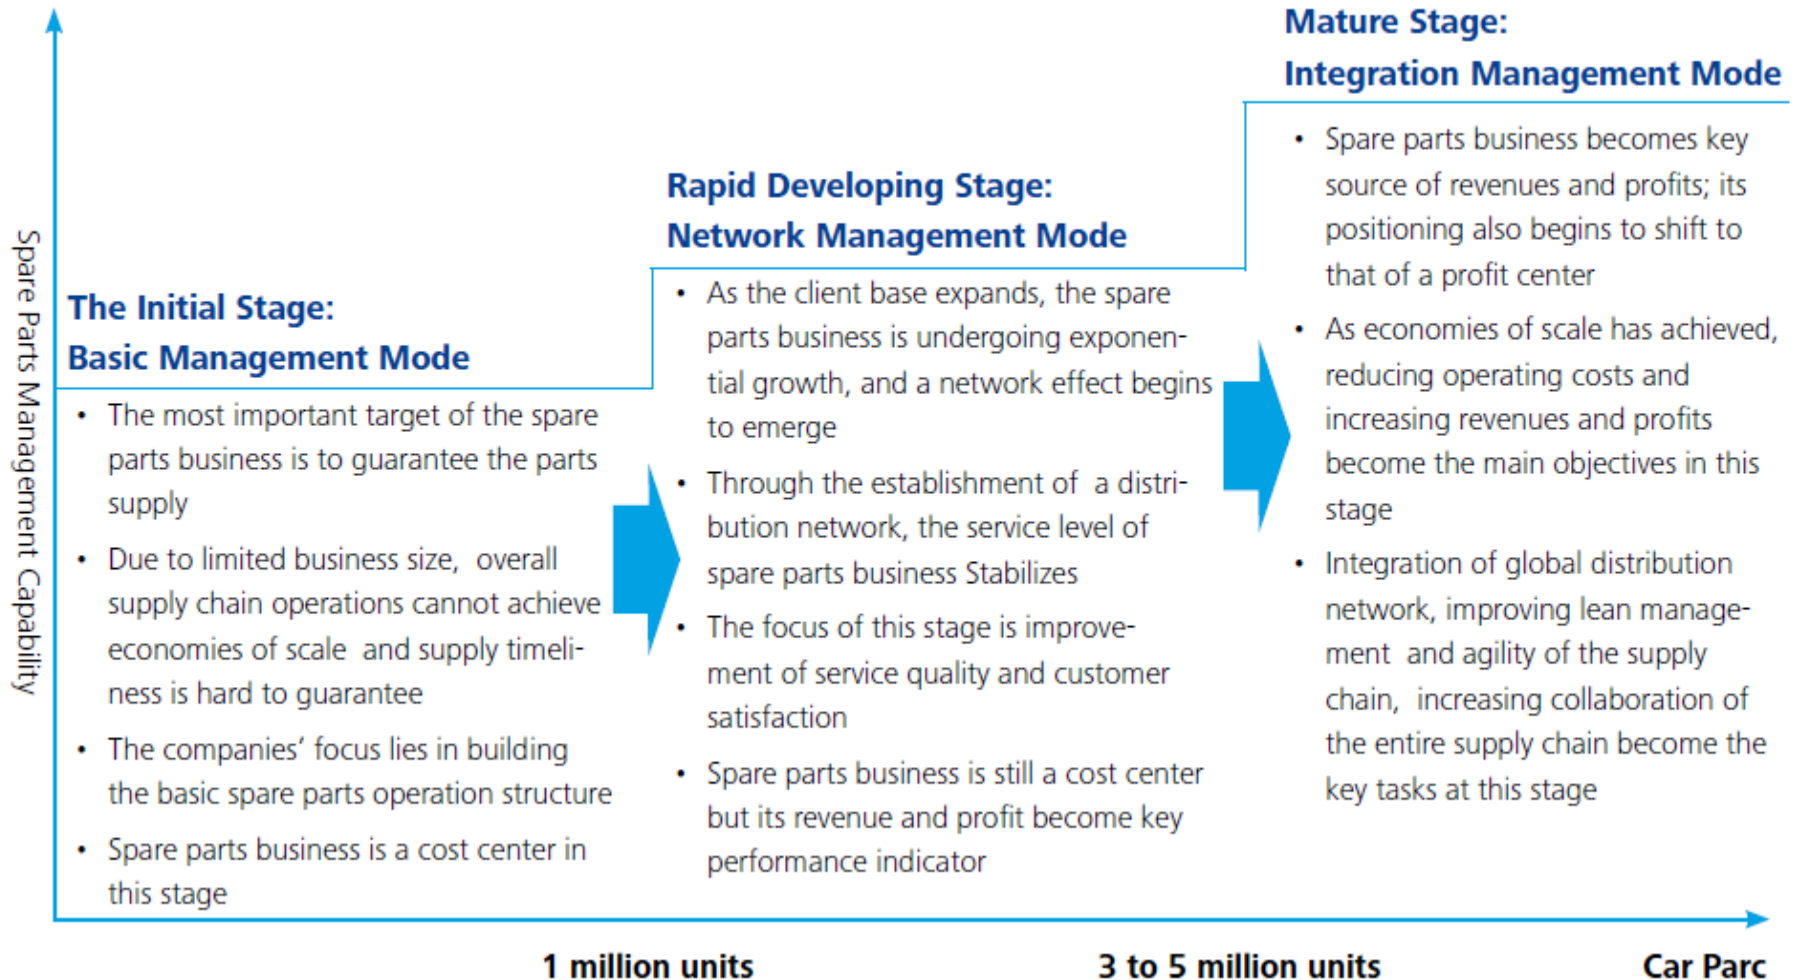 Spare Parts Management Capability
The Initial Stage:
Basic Management Mode
• The most important target of the spare
parts business is to guarantee the parts
supply
• Due to limited business size, overall
supply chain operations cannot achieve
economies of scale and supply timeli-
ness is hard to guarantee
• The companies’ focus lies in building
the basic spare parts operation structure
• Spare parts business is a cost center in
this stage
Rapid Developing Stage:
Network Management Mode
• As the client base expands, the spare
parts business is undergoing exponen-
tial growth, and a network effect begins
to emerge
• Through the establishment of a distri-
bution network, the service level of
spare parts business Stabilizes
• The focus of this stage is improve-
ment of service quality and customer
satisfaction
• Spare parts business is still a cost center
but its revenue and profit become key
performance indicator
Mature Stage:
Integration Management Mode
• Spare parts business becomes key
source of revenues and profits; its
positioning also begins to shift to
that of a profit center
• As economies of scale has achieved,
reducing operating costs and
increasing revenues and profits
become the main objectives in this
stage
• Integration of global distribution
network, improving lean manage-
ment and agility of the supply
chain, increasing collaboration of
the entire supply chain become the
key tasks at this stage
1 million units
3 to 5 million units
Car Parc